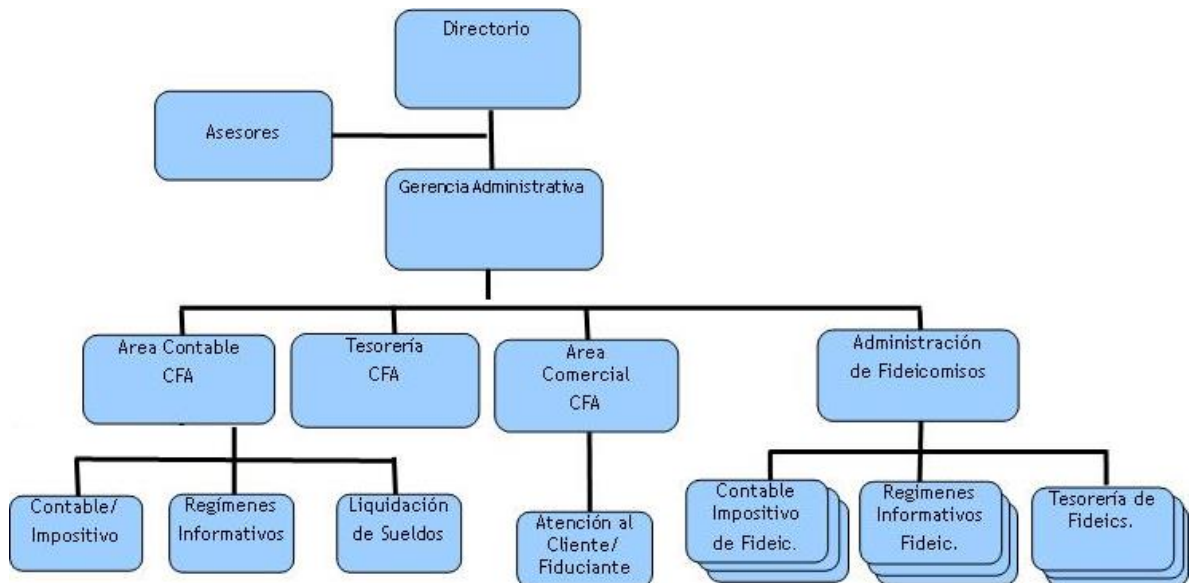 Directorio
Asesores
Gerencia Administrativa
Area Contable
CFA
Tesorería
CFA
Area
Comercial
CFA
Administración
de Fideicomisos
Contable/
Impositivo
Regímenes
Informativos
Liquidación
de Sueldos
Atención al
Cliente/
Fiduciante
Contable
Impositivo
de Fideic.
Regímenes
Informativos
Fideic.
Tesorería de
Fideics.